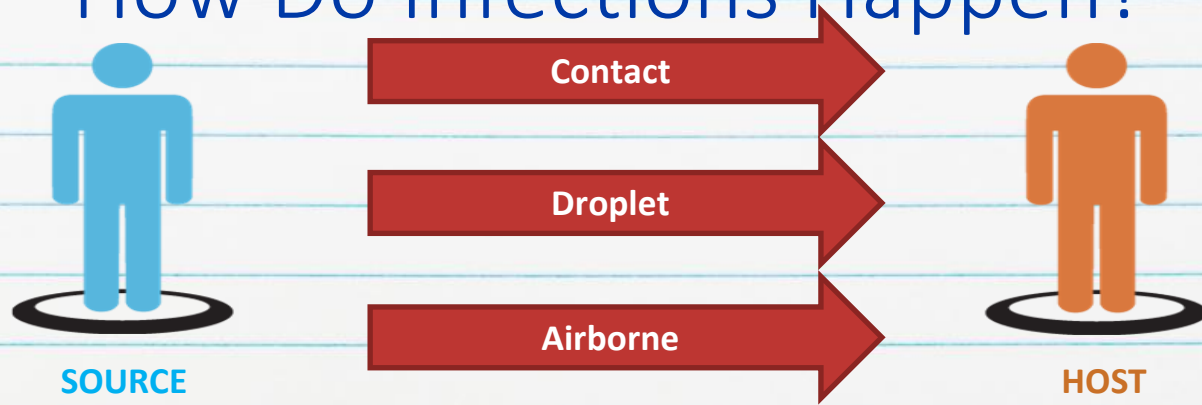 How Do Infections Happen?
Contact
Droplet
Airborne
SOURCE
HOST